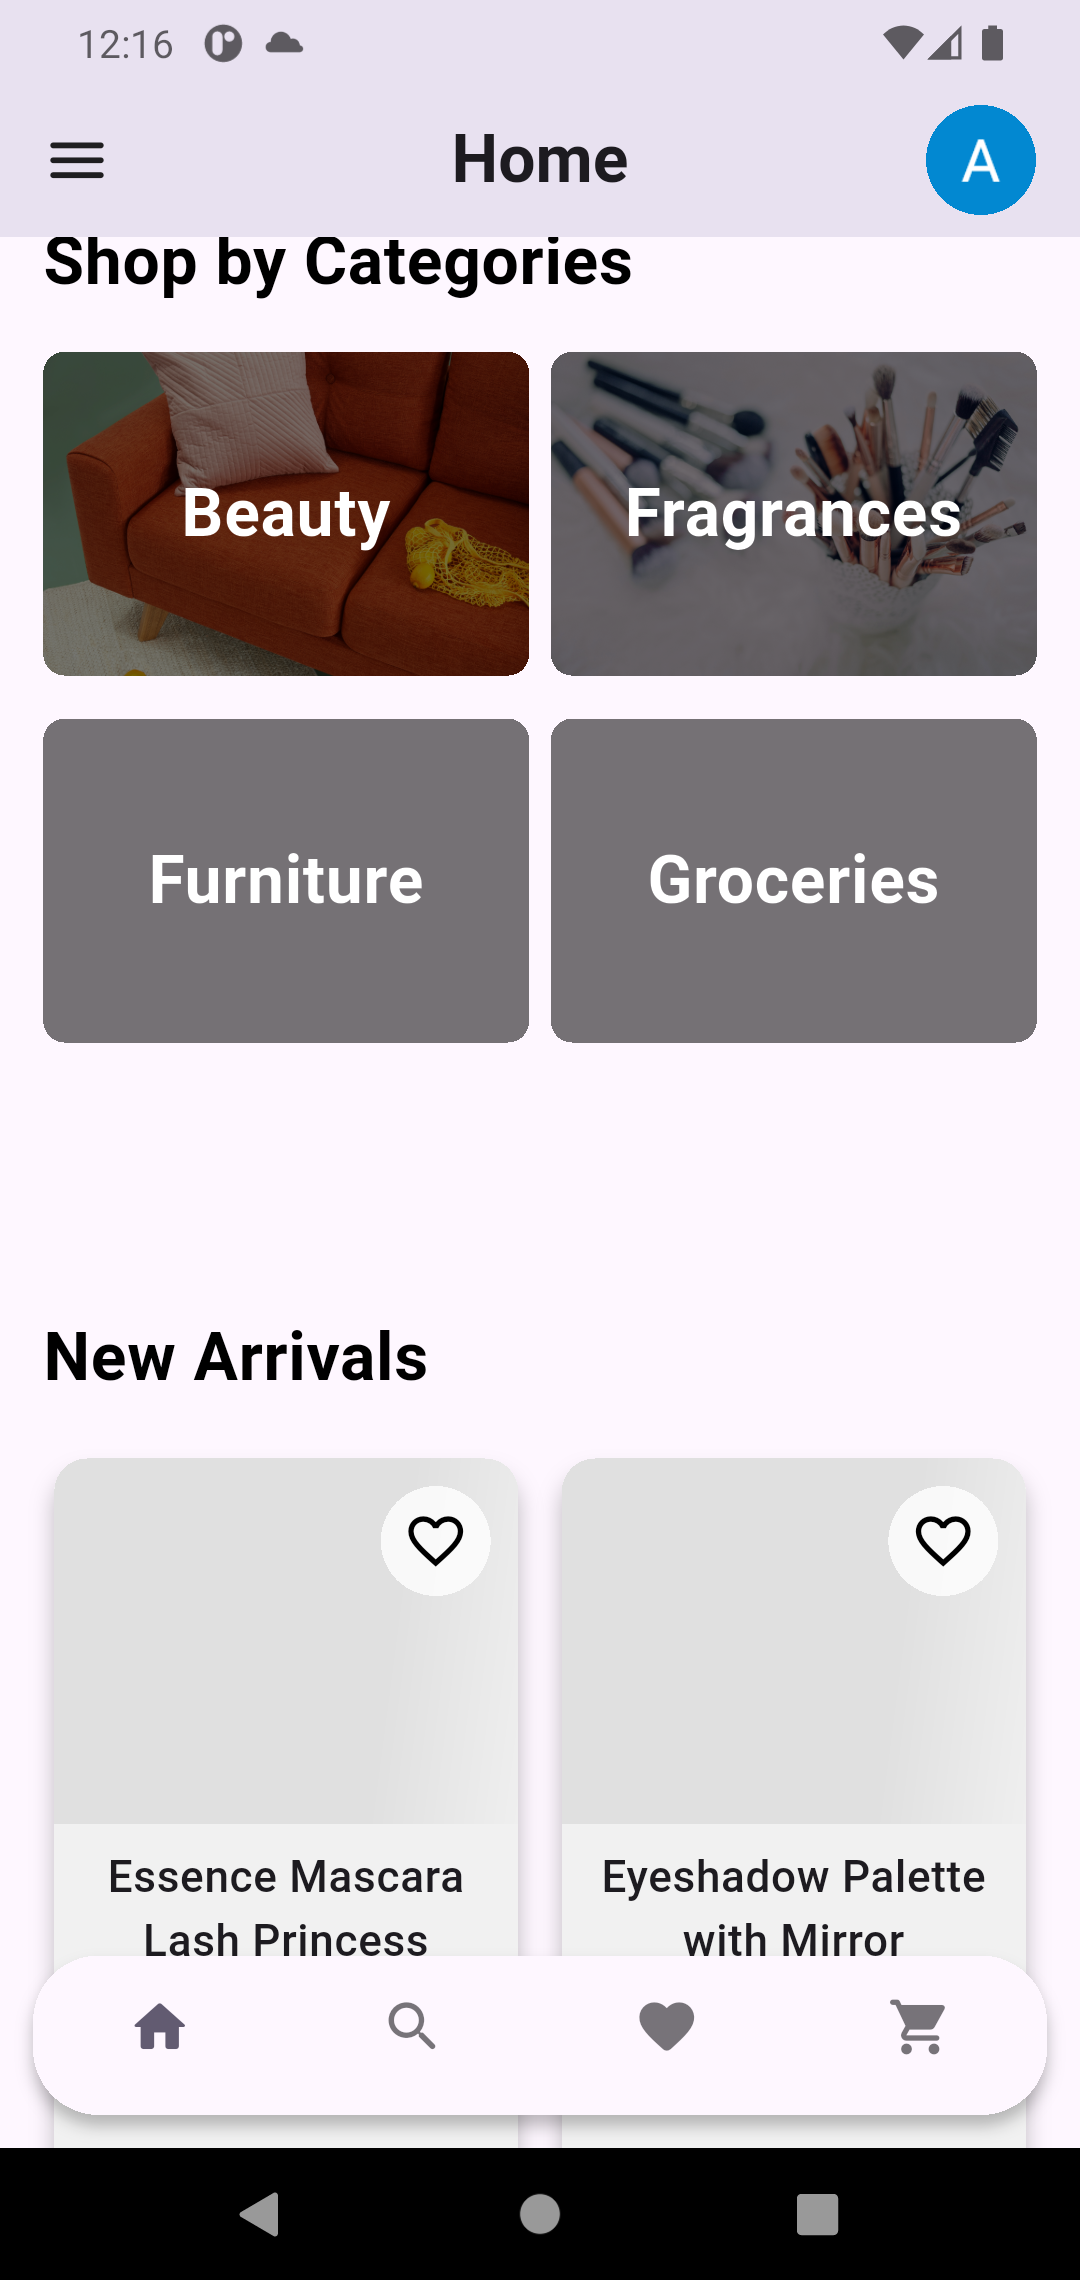 12:16
Home
A
Shop by Categories
Beauty
Fragrances
Furniture
Groceries
New Arrivals
Essence Mascara
Lash Princess
Eyeshadow Palette
with Mirror